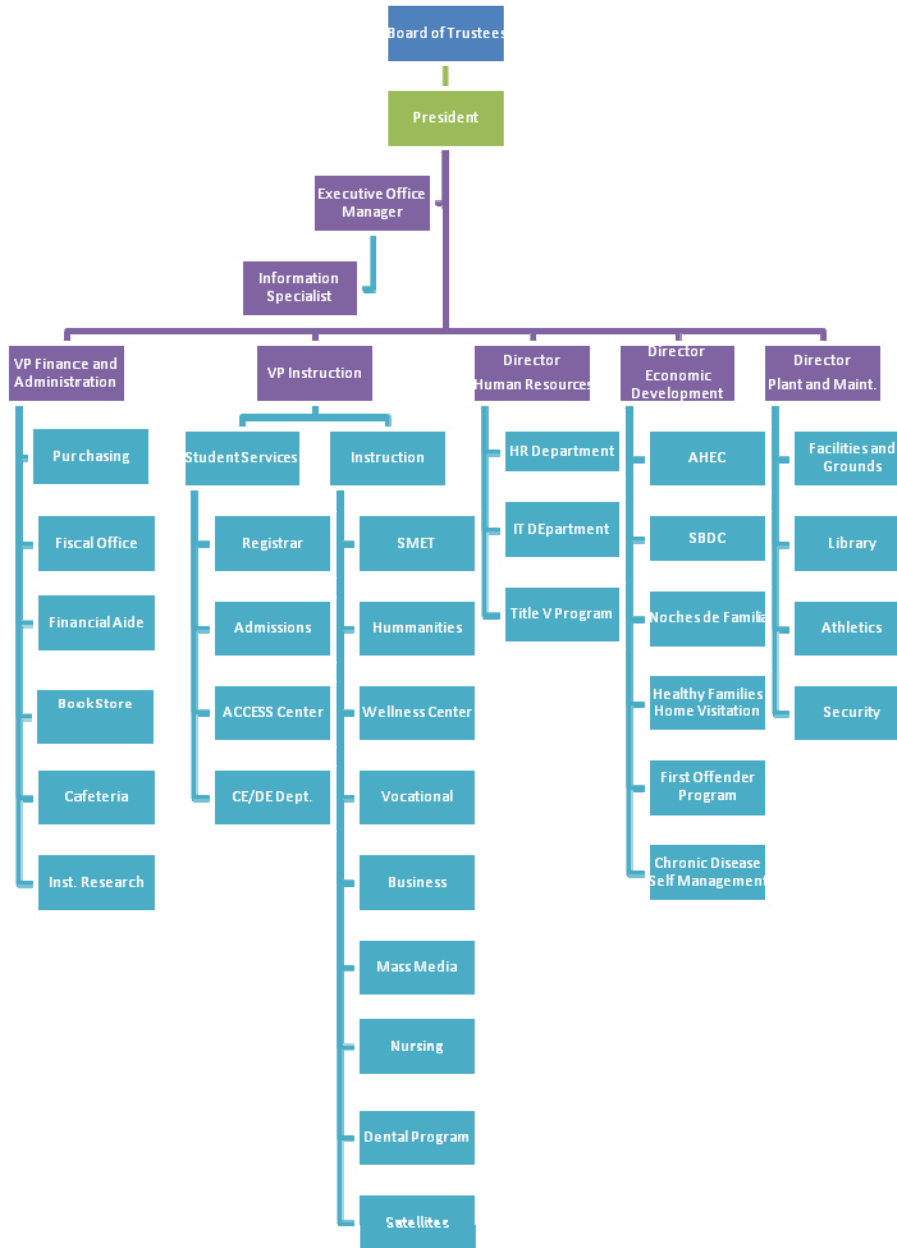 Board of Trustees
President
Executive Office
Manager
Information
Specialist
VP Finance and
Administration
VP Instruction
Director
Human Resources
Director
Economic
Development
Director
Plant and Maint.
Purchasing
Fiscal Office
Financial Aide
Book Store
Cafeteria
Inst. Research
Student Services
Registrar
Admissions
ACCESS Center
CE/DE Dept.
Instruction
SMET
Hummanities
Wellness Center
Vocational
Business
Mass Media
Nursing
Dental Program
Satellites
HR Department
IT DEpartment
Title V Program
AHEC
SBDC
Noches de Familia
Healthy Families
Home Visitation
First Offender
Program
Chronic Disease
Self Management
Facilities and
Grounds
Library
Athletics
Security